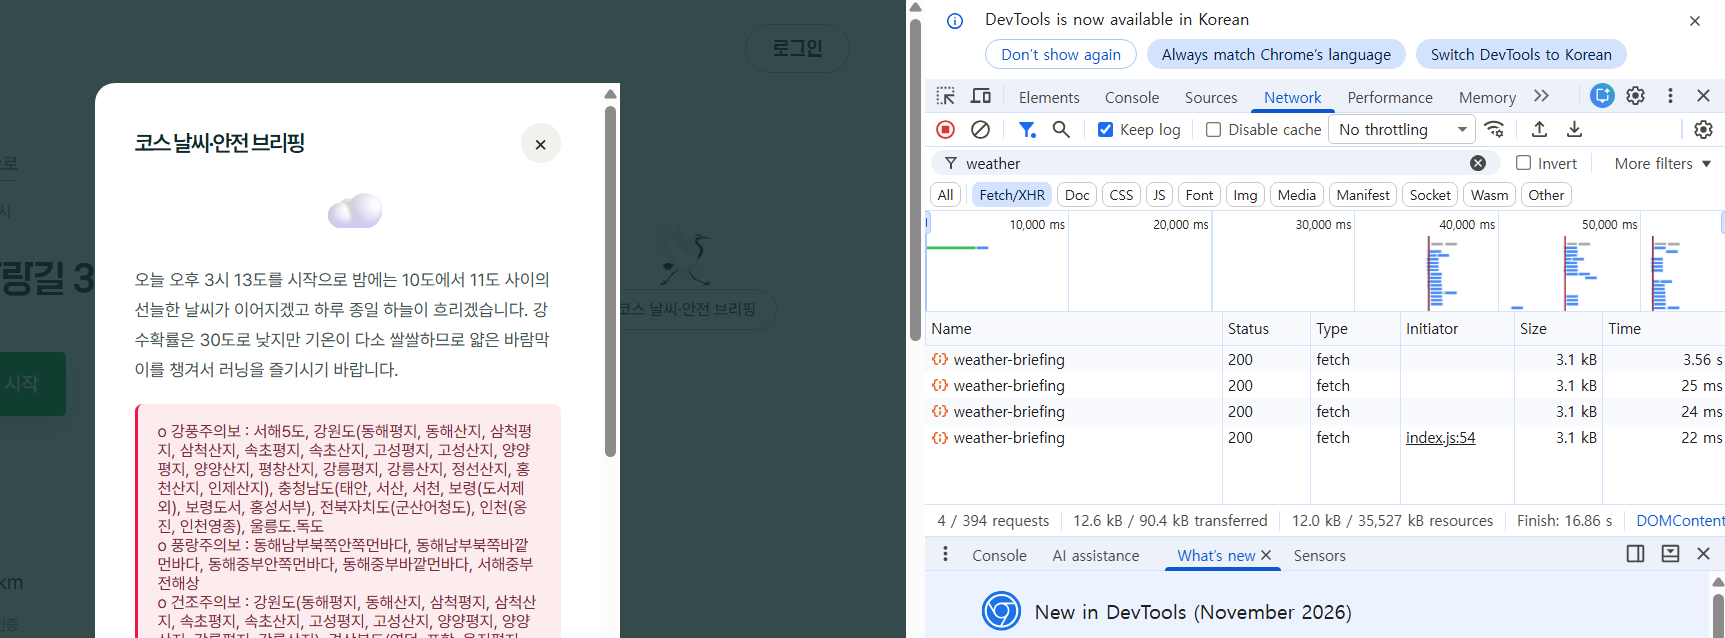 로그인
으로
시
랑길 3
시작
km
인증
코스 날씨·안전 브리핑
코스 날씨·안전 브리핑
×
오늘 오후 3시 13도를 시작으로 밤에는 10도에서 11도 사이의
선늘한 날씨가 이어지겠고 하루 종일 하늘이 흐리겠습니다. 강
수확률은 30도로 낮지만 기온이 다소 쌀쌀하므로 얇은 바람막
이를 챙겨서 러닝을 즐기시기 바랍니다.
o 강풍주의보 : 서해5도, 강원도(동해평지, 동해산지, 삼척평
지, 삼척산지, 속초평지, 속초산지, 고성평지, 고성산지, 양양
평지, 양양산지, 평창산지, 강릉평지, 강릉산지, 정선산지, 홍
천산지, 인제산지), 충청남도(태안, 서산, 서천, 보령(도서제
외), 보령도서, 홍성서부), 전북자치도(군산어청도), 인천(옹
진, 인천영종), 울릉도.독도
o 풍랑주의보 : 동해남부북쪽안쪽먼바다, 동해남부북쪽바깥
먼바다, 동해중부안쪽먼바다, 동해중부바깥먼바다, 서해중부
전해상
o 건조주의보 : 강원도(동해평지, 동해산지, 삼척평지, 삼척산
지, 속초평지, 속초산지, 고성평지, 고성산지, 양양평지, 양양
DevTools is now available in Korean
Don't show again Always match Chrome's language Switch DevTools to Korean
Elements Console Sources Network Performance Memory
Keep log Disable cache No throttling
weather Invert More filters
All Fetch/XHR Doc CSS JS Font Img Media Manifest Socket Wasm Other
10,000 ms 20,000 ms 30,000 ms 40,000 ms 50,000 ms
Name Status Type Initiator Size Time
weather-briefing 200 fetch 3.1 kB 3.56 s
weather-briefing 200 fetch 3.1 kB 25 ms
weather-briefing 200 fetch 3.1 kB 24 ms
weather-briefing 200 fetch index.js:54 3.1 kB 22 ms
4 / 394 requests 12.6 kB / 90.4 kB transferred 12.0 kB / 35,527 kB resources Finish: 16.86 s DOMContent
Console AI assistance What's new Sensors
New in DevTools (November 2026)